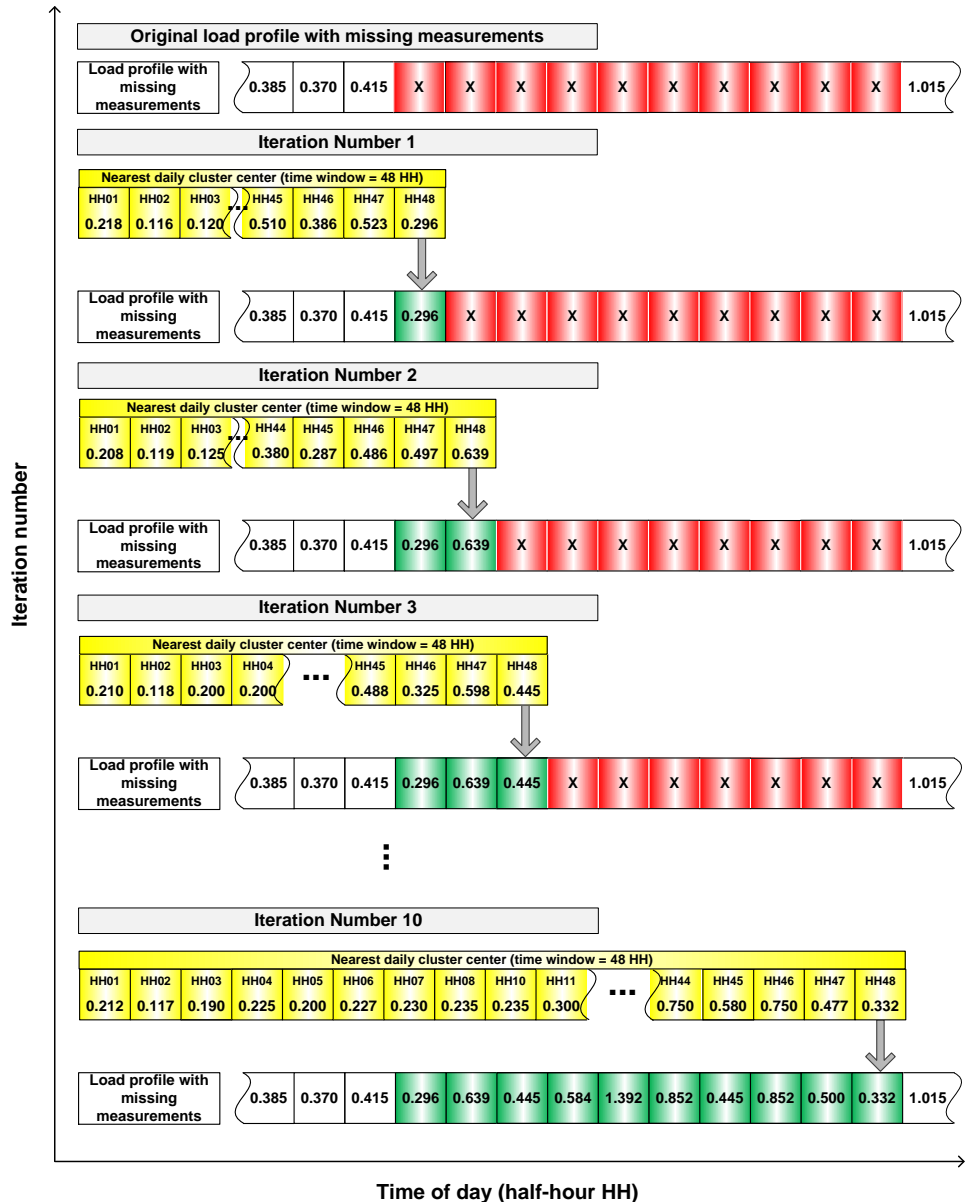 Original load profile with missing measurements
Load profile with
missing
measurements
0.385 0.370 0.415 X X X X X X X X X X 1.015
Iteration Number 1
Nearest daily cluster center (time window = 48 HH)
HH01 HH02 HH03 ... HH45 HH46 HH47 HH48
0.218 0.116 0.120 0.510 0.386 0.523 0.296
Load profile with
missing
measurements
0.385 0.370 0.415 0.296 X X X X X X X X X 1.015
Iteration Number 2
Nearest daily cluster center (time window = 48 HH)
HH01 HH02 HH03 ... HH44 HH45 HH46 HH47 HH48
0.208 0.119 0.125 0.380 0.287 0.486 0.497 0.639
Load profile with
missing
measurements
0.385 0.370 0.415 0.296 0.639 X X X X X X X X 1.015
Iteration Number 3
Nearest daily cluster center (time window = 48 HH)
HH01 HH02 HH03 HH04 ... HH45 HH46 HH47 HH48
0.210 0.118 0.200 0.200 0.488 0.325 0.598 0.445
Load profile with
missing
measurements
0.385 0.370 0.415 0.296 0.639 0.445 X X X X X X X 1.015
⋮
Iteration Number 10
Nearest daily cluster center (time window = 48 HH)
HH01 HH02 HH03 HH04 HH05 HH06 HH07 HH08 HH10 HH11 ... HH44 HH45 HH46 HH47 HH48
0.212 0.117 0.190 0.225 0.200 0.227 0.230 0.235 0.235 0.300 0.750 0.580 0.750 0.477 0.332
Load profile with
missing
measurements
0.385 0.370 0.415 0.296 0.639 0.445 0.584 1.392 0.852 0.445 0.852 0.500 0.332 1.015
Iteration number
Time of day (half-hour HH)